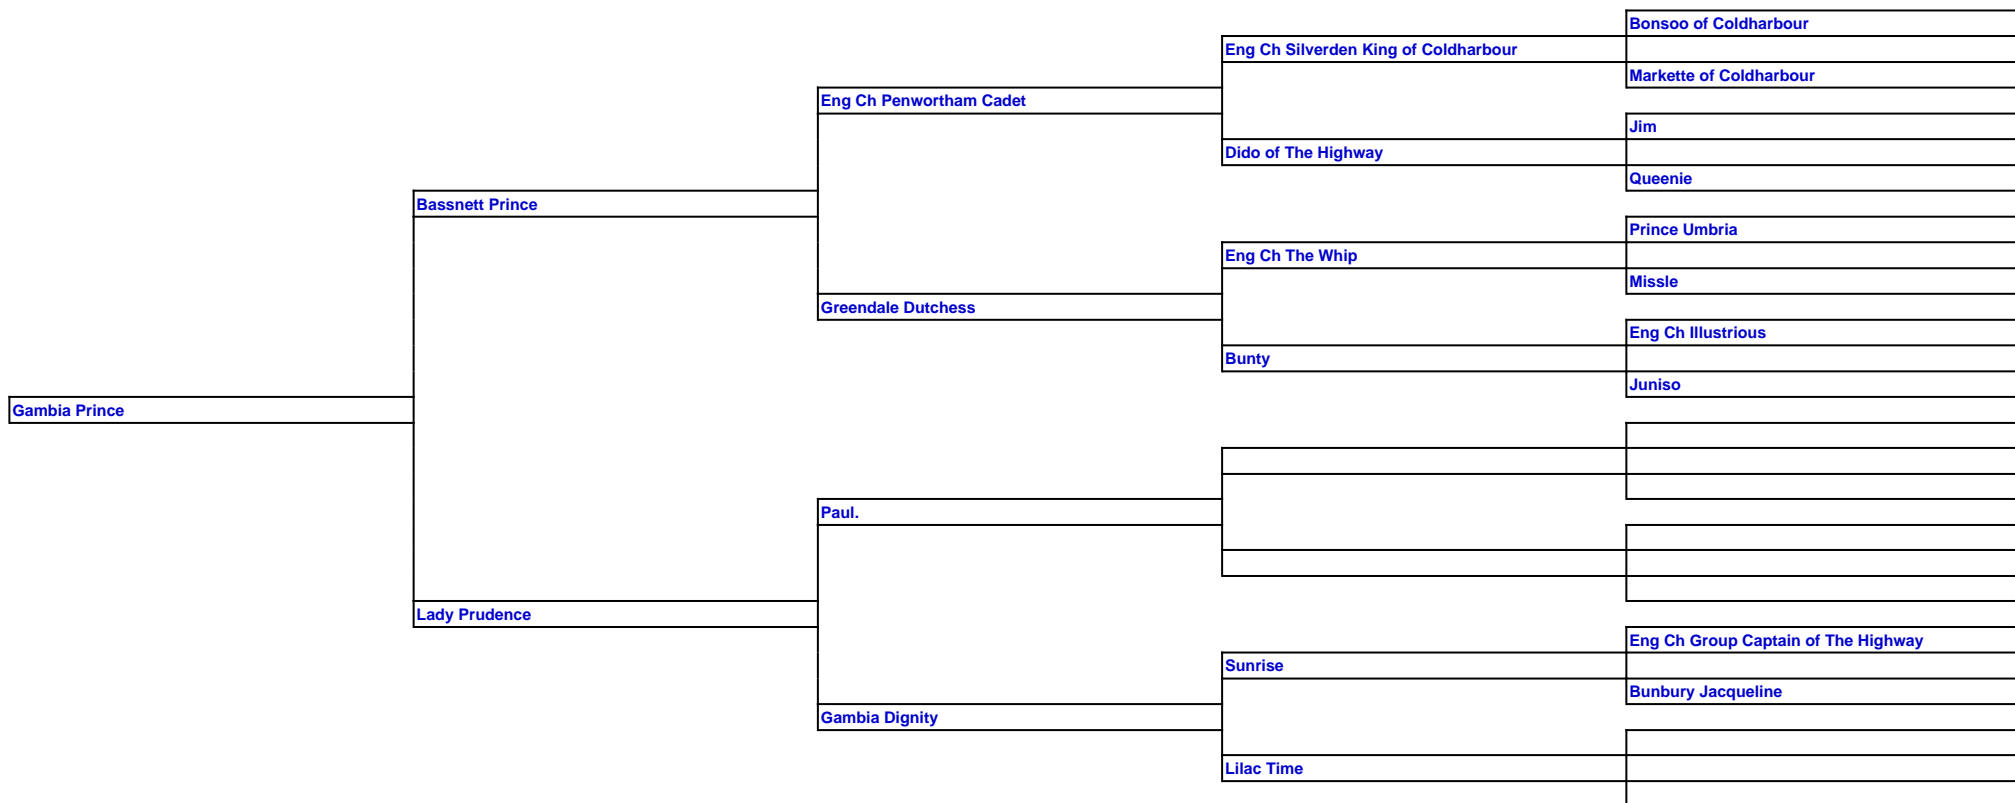 Bonsoo of Coldharbour
Eng Ch Silverden King of Coldharbour
Markette of Coldharbour
Eng Ch Penwortham Cadet
Jim
Dido of The Highway
Queenie
Bassnett Prince
Prince Umbria
Eng Ch The Whip
Missle
Greendale Dutchess
Eng Ch Illustrious
Bunty
Juniso
Gambia Prince
Paul.
Lady Prudence
Eng Ch Group Captain of The Highway
Sunrise
Bunbury Jacqueline
Gambia Dignity
Lilac Time